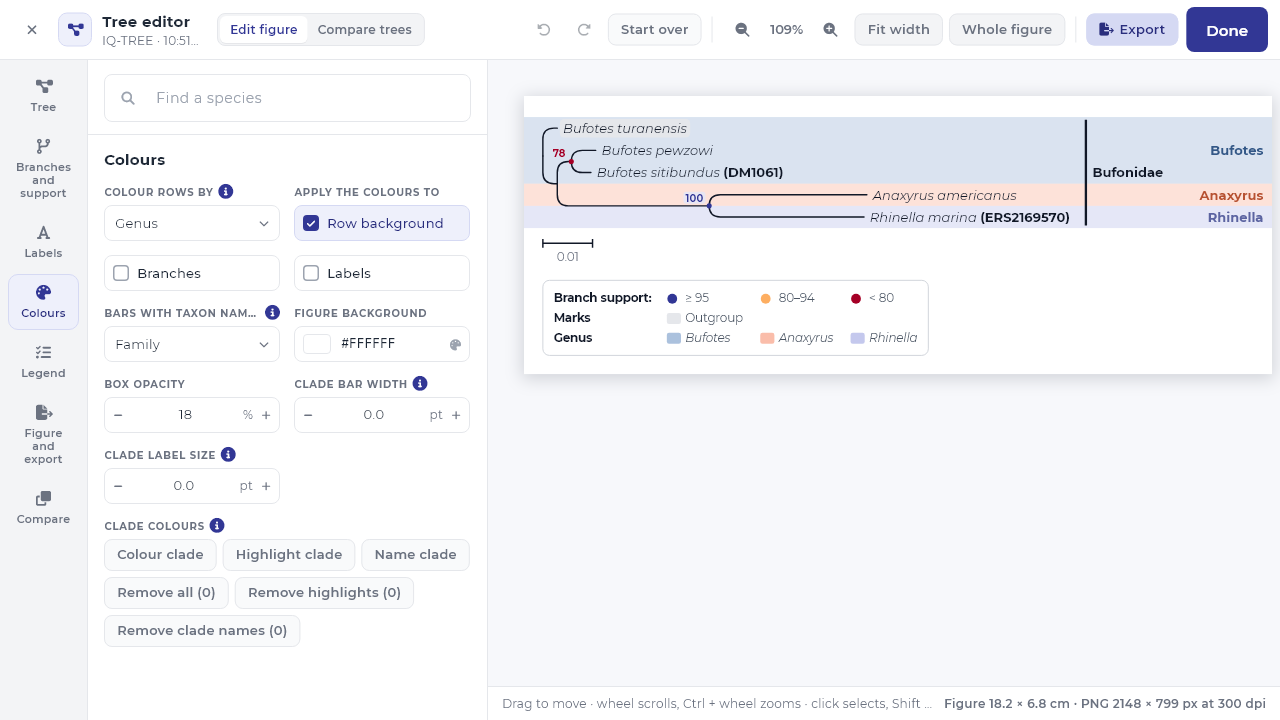 Tree editor
IQ-TREE · 10:51...
Edit figure
Compare trees
Start over
109%
Fit width
Whole figure
Export
Done
Tree
Branches
and
support
Labels
Colours
Legend
Figure
and
export
Compare
Find a species
Colours
COLOUR ROWS BY
APPLY THE COLOURS TO
Genus
Row background
Branches
Labels
BARS WITH TAXON NAM...
FIGURE BACKGROUND
Family
#FFFFFF
BOX OPACITY
CLADE BAR WIDTH
− 18 % +
− 0.0 pt +
CLADE LABEL SIZE
− 0.0 pt +
CLADE COLOURS
Colour clade
Highlight clade
Name clade
Remove all (0)
Remove highlights (0)
Remove clade names (0)
Bufotes turanensis
78
Bufotes pewzowi
Bufotes
Bufotes sitibundus (DM1061)
Bufonidae
100
Anaxyrus americanus
Anaxyrus
Rhinella marina (ERS2169570)
Rhinella
0.01
Branch support: ≥ 95 80–94 < 80
Marks Outgroup
Genus Bufotes Anaxyrus Rhinella
Drag to move · wheel scrolls, Ctrl + wheel zooms · click selects, Shift ...
Figure 18.2 × 6.8 cm · PNG 2148 × 799 px at 300 dpi